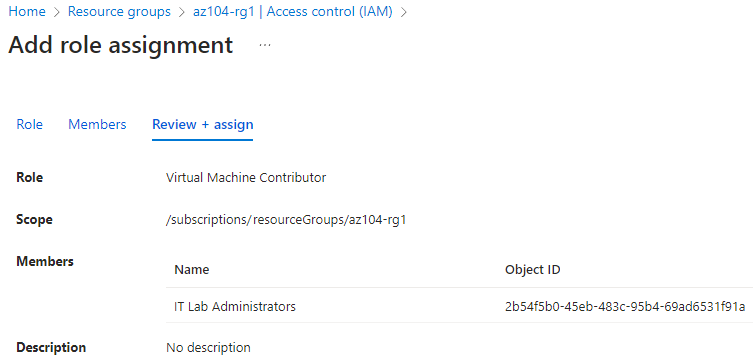 Home > Resource groups > az104-rg1 | Access control (IAM) >
Add role assignment ...
Role Members Review + assign
Role Virtual Machine Contributor
Scope /subscriptions/resourceGroups/az104-rg1
Members
Name Object ID
IT Lab Administrators 2b54f5b0-45eb-483c-95b4-69ad6531f91a
Description No description